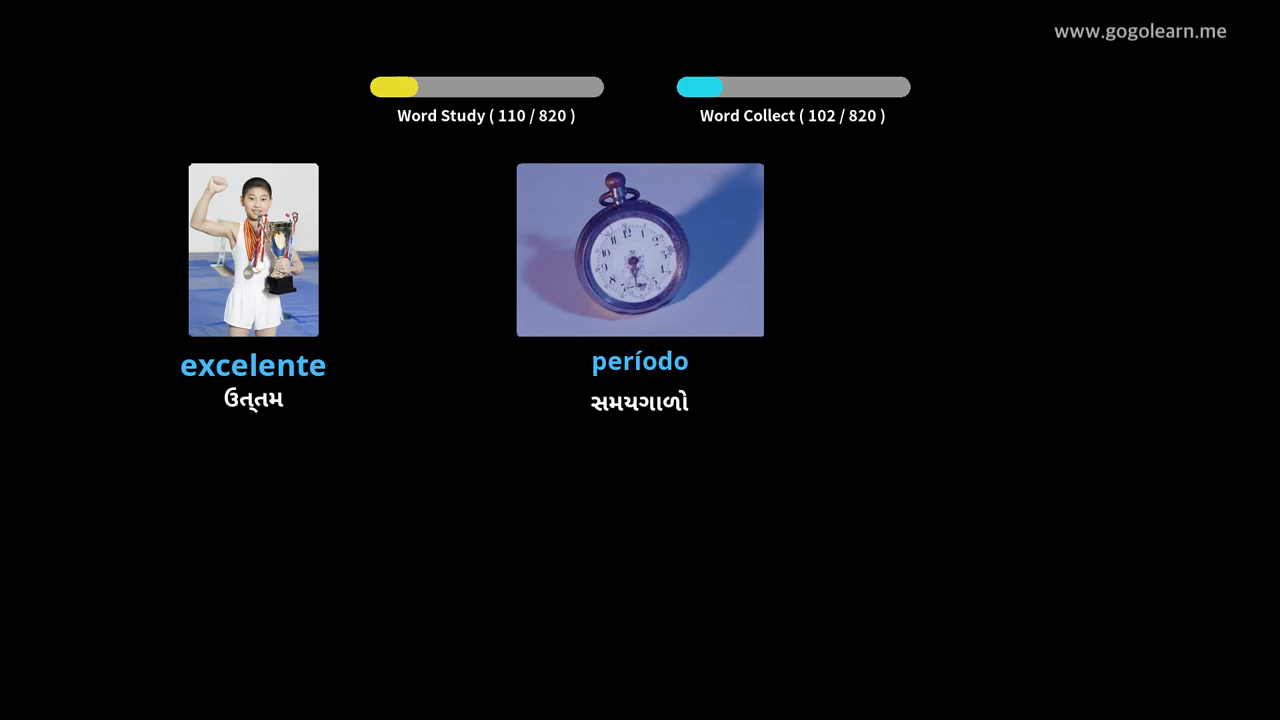 www.gogolearn.me
Word Study ( 110 / 820 )
Word Collect ( 102 / 820 )
excelente
ઉત્‌તમ
período
સમયગાળો